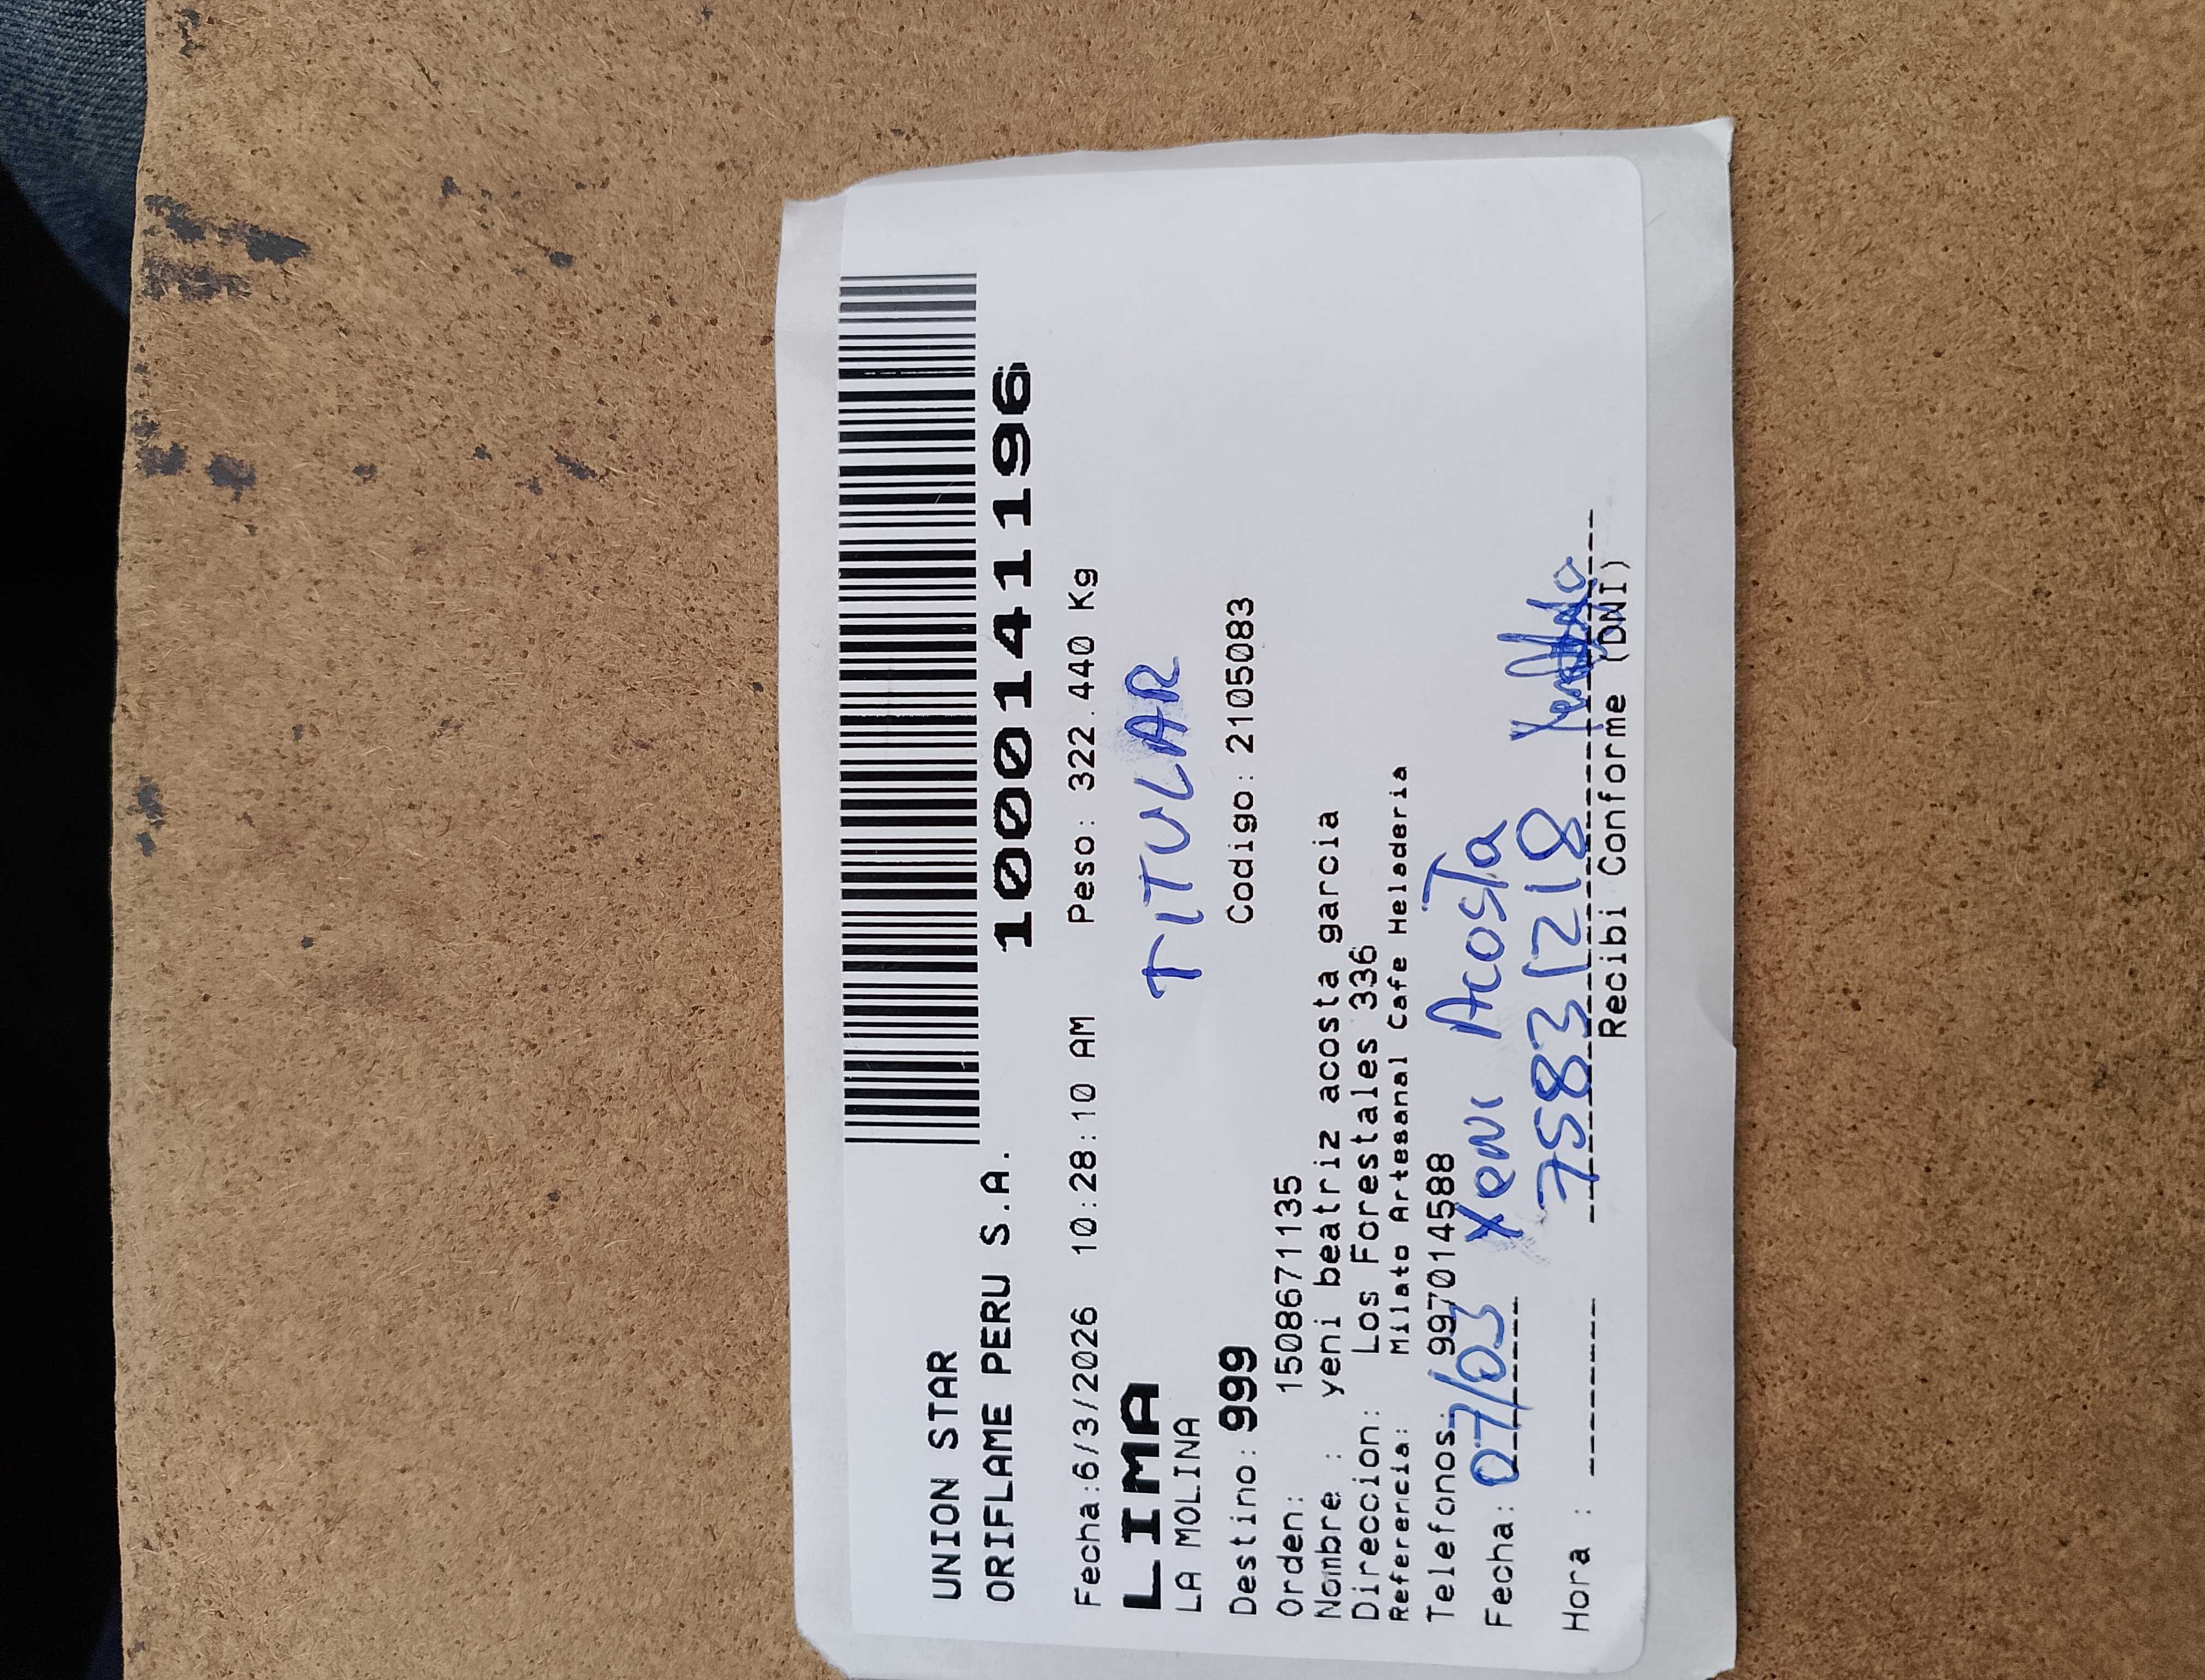 UNION STAR
ORIFLAME PERU S.A.
10001411196
Fecha:6/3/2026 10:28:10 AM Peso: 322.440 Kg
LIMA
LA MOLINA
TITULAR
Destino: 999 Codigo: 21050833
Orden: 1508671135
Nombre : yeni beatriz acosta garcia
Direccion: Los Forestales 336
Referencia: Milato Artesanal Cafe Heladeria
Telefonos: 997014588
Fecha: 07/03 Yeni Acosta
75831218
Hora :
Recibi Conforme (DNI)